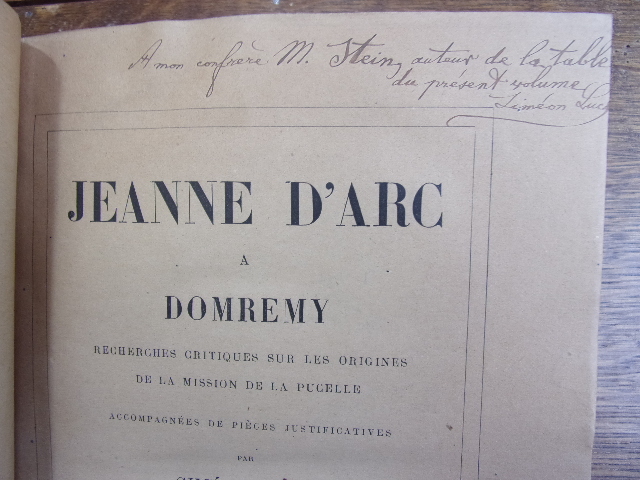 A mon confrère M. Stein, auteur de la table
du présent volume
Siméon Luce
JEANNE D'ARC
A
DOMREMY
RECHERCHES CRITIQUES SUR LES ORIGINES
DE LA MISSION DE LA PUCELLE
ACCOMPAGNÉES DE PIÈCES JUSTIFICATIVES
PAR